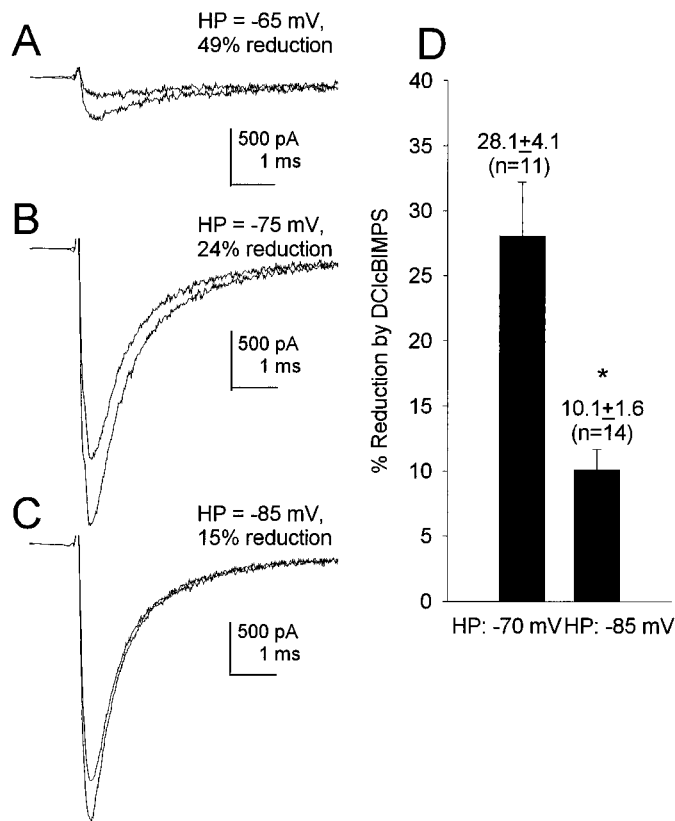 A
HP = -65 mV,
49% reduction
500 pA
1 ms
B
HP = -75 mV,
24% reduction
500 pA
1 ms
C
HP = -85 mV,
15% reduction
500 pA
1 ms
D
% Reduction by DClcBIMPS
40
35
30
25
20
15
10
5
0
28.1±4.1
(n=11)
*
10.1±1.6
(n=14)
HP: -70 mV HP: -85 mV